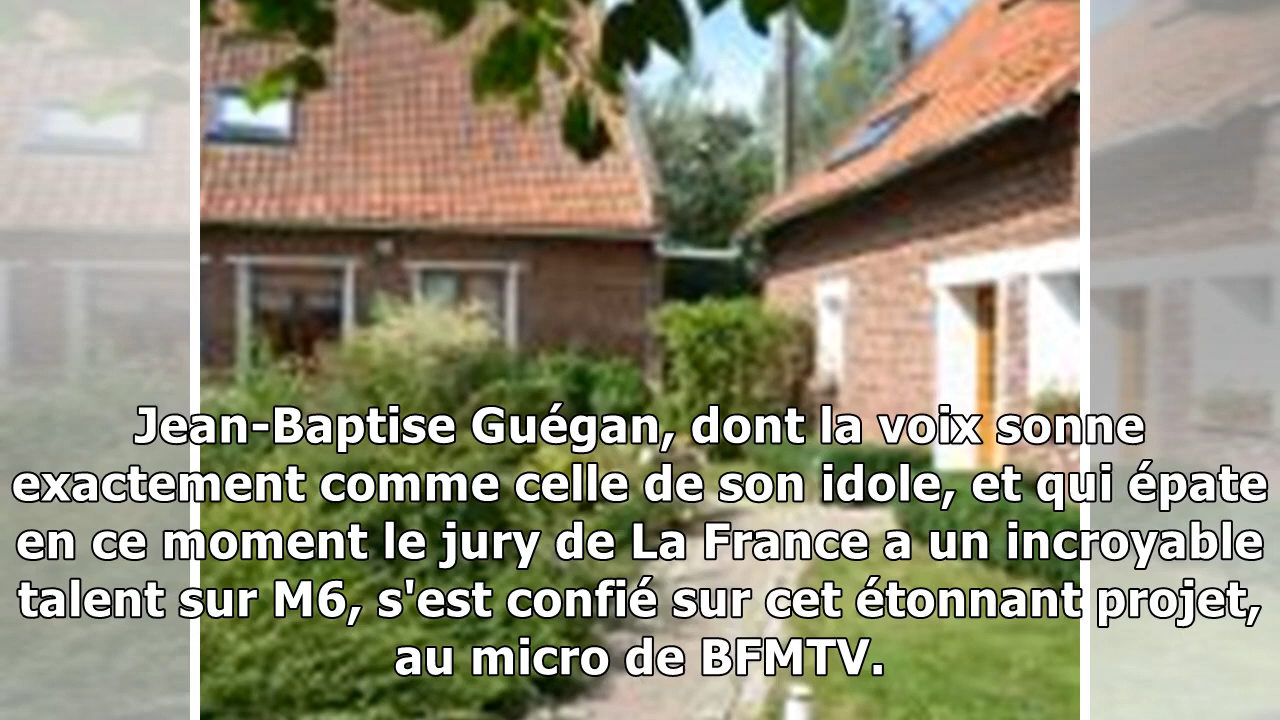 Jean-Baptise Guégan, dont la voix sonne
exactement comme celle de son idole, et qui épate
en ce moment le jury de La France a un incroyable
talent sur M6, s'est confié sur cet étonnant projet,
au micro de BFMTV.